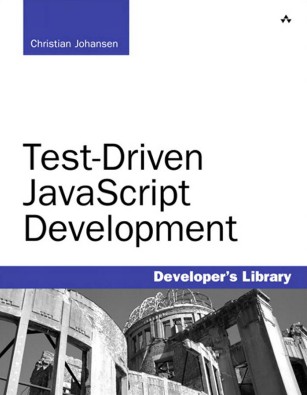 Christian Johansen
Test-Driven
JavaScript
Development
Developer's Library